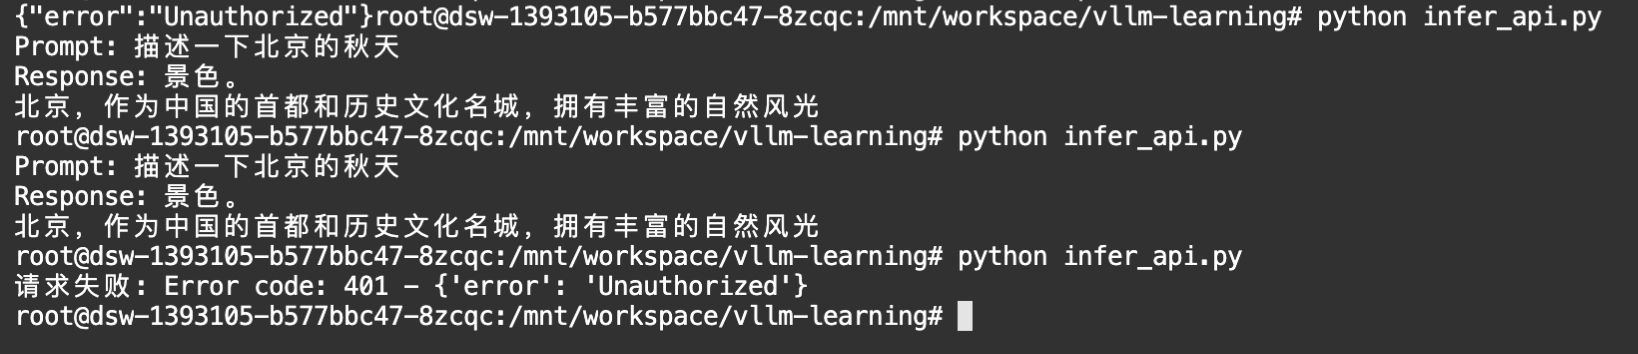 {"error":"Unauthorized"}root@dsw-1393105-b577bbc47-8zcqc:/mnt/workspace/vllm-learning# python infer_api.py
Prompt: 描述一下北京的秋天
Response: 景色。
北京，作为中国的首都和历史文化名城，拥有丰富的自然风光
root@dsw-1393105-b577bbc47-8zcqc:/mnt/workspace/vllm-learning# python infer_api.py
Prompt: 描述一下北京的秋天
Response: 景色。
北京，作为中国的首都和历史文化名城，拥有丰富的自然风光
root@dsw-1393105-b577bbc47-8zcqc:/mnt/workspace/vllm-learning# python infer_api.py
请求失败: Error code: 401 - {'error': 'Unauthorized'}
root@dsw-1393105-b577bbc47-8zcqc:/mnt/workspace/vllm-learning#